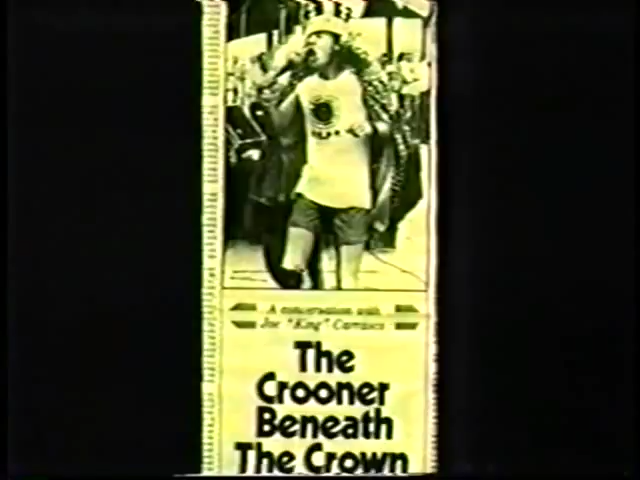 A conversation with
Joe "King" Carrasco
The
Crooner
Beneath
The Crown